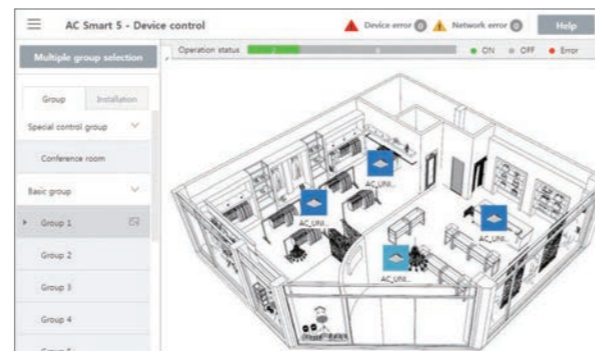 AC Smart 5 - Device control
Device error 0
Network error 0
Help
Multiple group selection
Operation status
ON
OFF
Error
Group
Installation
Special control group
Conference room
Basic group
Group 1
Group 2
Group 3
Group 4
AC_UNI...
AC_UNI...
AC_UNI...
AC_UNI...